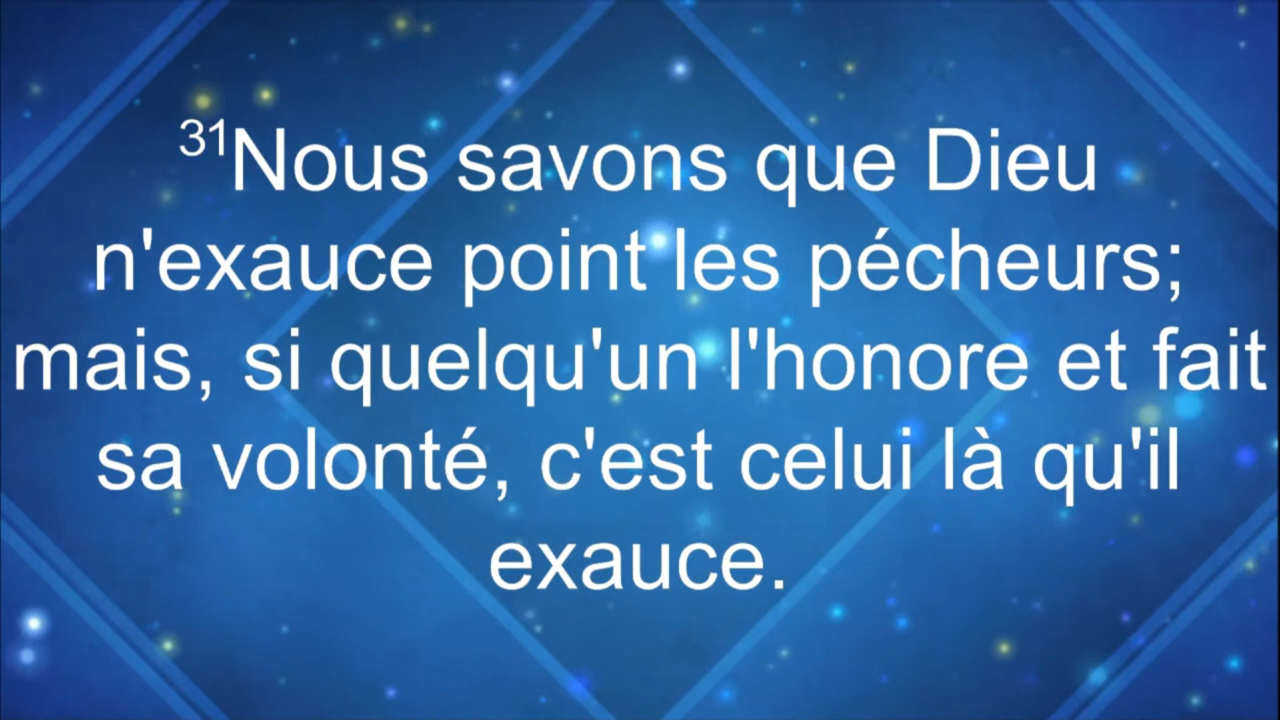 31Nous savons que Dieu
n'exauce point les pécheurs;
mais, si quelqu'un l'honore et fait
sa volonté, c'est celui là qu'il
exauce.